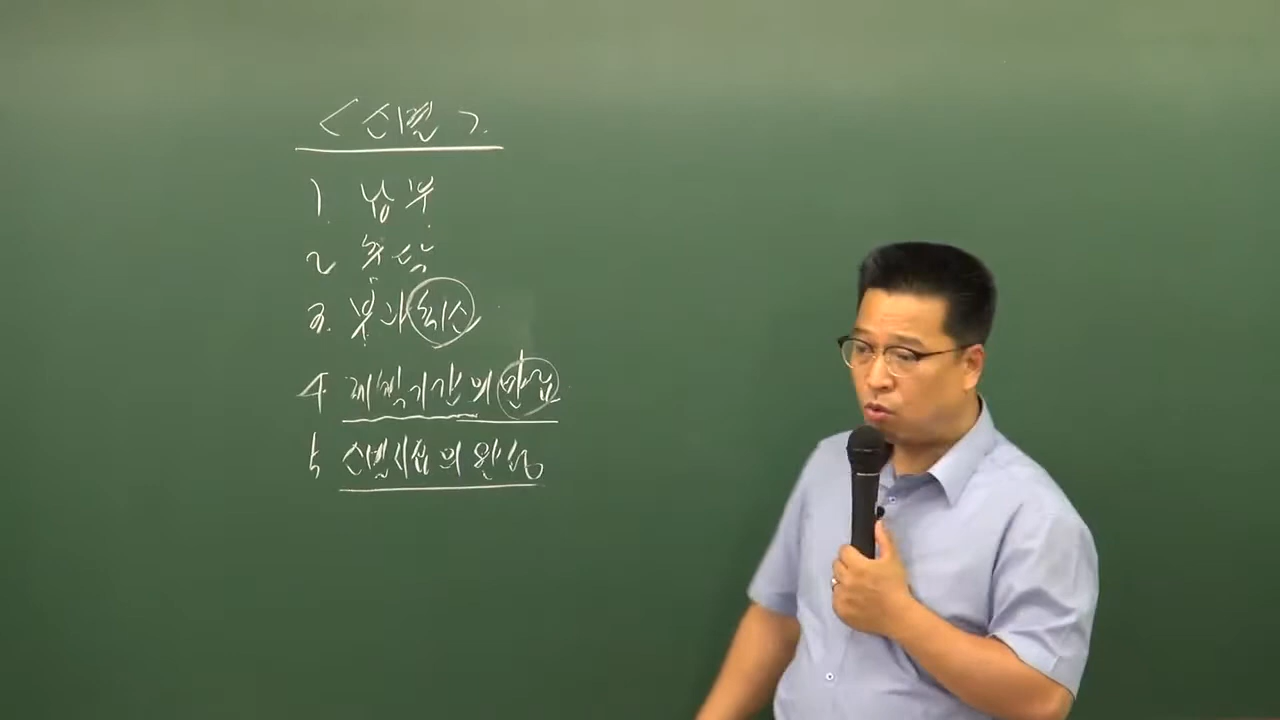 < 소멸 >.
1. 납부
2. 충당
3. 부과취소
4. 제척기간의 만료
5 소멸시효의 완성